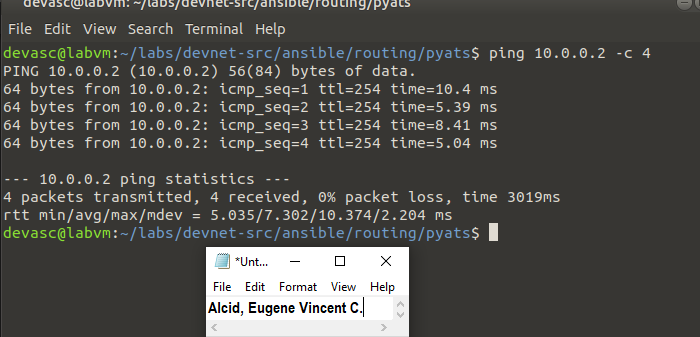 devasc@labvm: ~/labs/devnet-src/ansible/routing/pyats
File Edit View Search Terminal Help
devasc@labvm:~/labs/devnet-src/ansible/routing/pyats$ ping 10.0.0.2 -c 4
PING 10.0.0.2 (10.0.0.2) 56(84) bytes of data.
64 bytes from 10.0.0.2: icmp_seq=1 ttl=254 time=10.4 ms
64 bytes from 10.0.0.2: icmp_seq=2 ttl=254 time=5.39 ms
64 bytes from 10.0.0.2: icmp_seq=3 ttl=254 time=8.41 ms
64 bytes from 10.0.0.2: icmp_seq=4 ttl=254 time=5.04 ms
--- 10.0.0.2 ping statistics ---
4 packets transmitted, 4 received, 0% packet loss, time 3019ms
rtt min/avg/max/mdev = 5.035/7.302/10.374/2.204 ms
devasc@labvm:~/labs/devnet-src/ansible/routing/pyats$
*Unt...
File Edit Format View Help
Alcid, Eugene Vincent C.